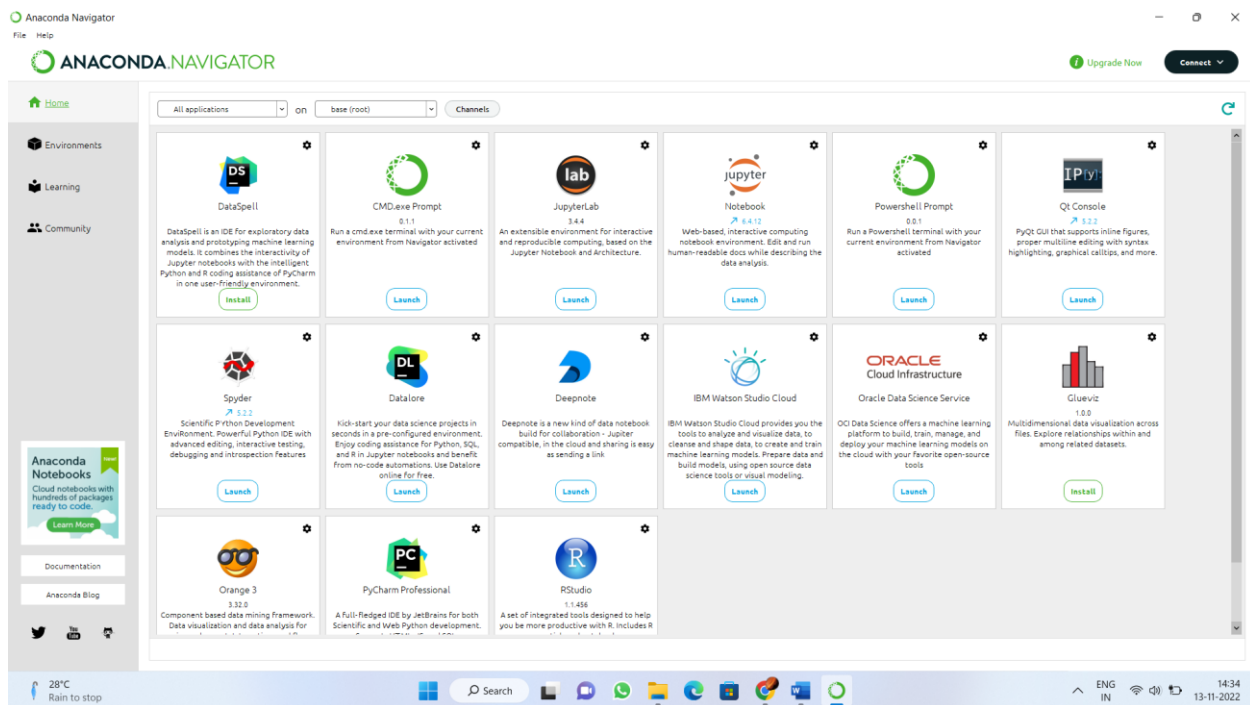 Anaconda Navigator
File Help
ANACONDA.NAVIGATOR
Upgrade Now
Connect
Home
Environments
Learning
Community
All applications
on
base (root)
Channels
DS
DataSpell
DataSpell is an IDE for exploratory data
analysis and prototyping machine learning
models. It combines the interactivity of
Jupyter notebooks with the intelligent
Python and R coding assistance of PyCharm
in one user-friendly environment.
Install
CMD.exe Prompt
0.1.1
Run a cmd.exe terminal with your current
environment from Navigator activated
Launch
lab
JupyterLab
3.4.4
An extensible environment for interactive
and reproducible computing, based on the
Jupyter Notebook and Architecture.
Launch
jupyter
Notebook
6.4.12
Web-based, interactive computing
notebook environment. Edit and run
human-readable docs while describing the
data analysis.
Launch
Powershell Prompt
0.0.1
Run a Powershell terminal with your
current environment from Navigator
activated
Launch
IP[y]:
Qt Console
5.2.2
PyQt GUI that supports inline figures,
proper multiline editing with syntax
highlighting, graphical calltips, and more.
Launch
Spyder
5.2.2
Scientific PYthon Development
EnviRonment. Powerful Python IDE with
advanced editing, interactive testing,
debugging and introspection features
Launch
DL
Datalore
Kick-start your data science projects in
seconds in a pre-configured environment.
Enjoy coding assistance for Python, SQL,
and R in Jupyter notebooks and benefit
from no-code automations. Use Datalore
online for free.
Launch
Deepnote
Deepnote is a new kind of data notebook
build for collaboration - Jupiter
compatible, in the cloud and sharing is easy
as sending a link
Launch
IBM Watson Studio Cloud
IBM Watson Studio Cloud provides you the
tools to analyze and visualize data, to
cleanse and shape data, to create and train
machine learning models. Prepare data and
build models, using open source data
science tools or visual modeling.
Launch
ORACLE
Cloud Infrastructure
Oracle Data Science Service
OCI Data Science offers a machine learning
platform to build, train, manage, and
deploy your machine learning models on
the cloud with your favorite open-source
tools
Launch
Glueviz
1.0.0
Multidimensional data visualization across
files. Explore relationships within and
among related datasets.
Install
Orange 3
3.32.0
Component based data mining framework.
Data visualization and data analysis for
PC
PyCharm Professional
A full-fledged IDE by JetBrains for both
Scientific and Web Python development.
R
RStudio
1.1.456
A set of integrated tools designed to help
you be more productive with R. Includes R
Anaconda
Notebooks
Cloud notebooks with
hundreds of packages
ready to code.
Learn More
Documentation
Anaconda Blog
You
Tube
28°C
Rain to stop
Search
ENG
IN
14:34
13-11-2022